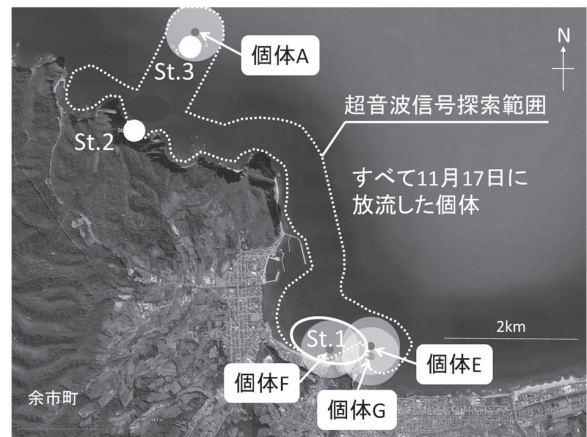 N
個体A
St.3
超音波信号探索範囲
St.2
すべて11月17日に
放流した個体
2km
St.1
個体E
個体F
個体G
余市町